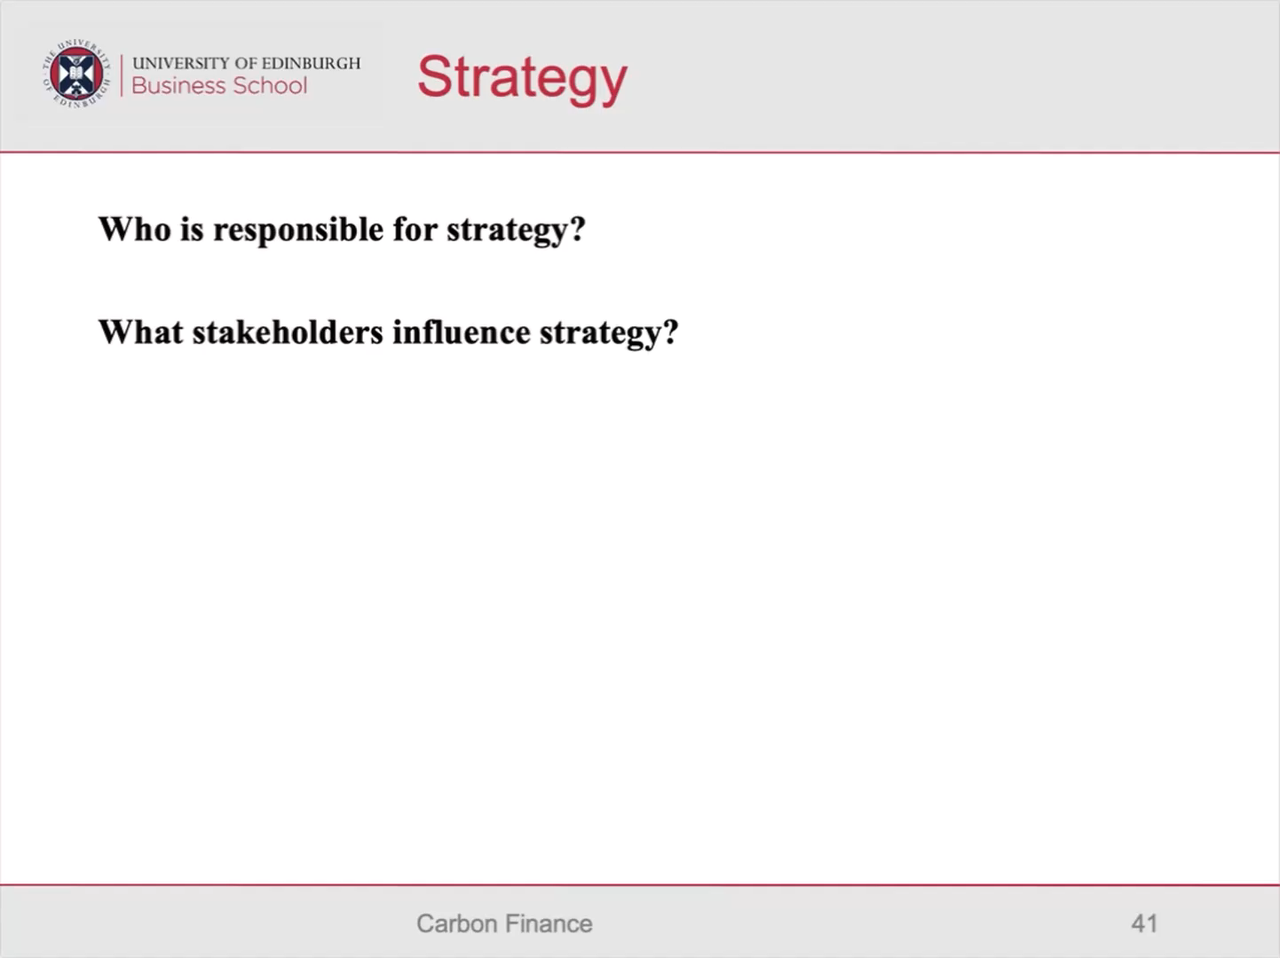 THE UNIVERSITY OF EDINBURGH
UNIVERSITY OF EDINBURGH
Business School
Strategy
Who is responsible for strategy?
What stakeholders influence strategy?
Carbon Finance
41